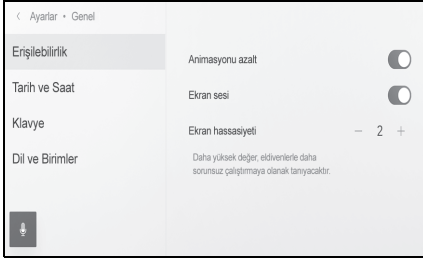 < Ayarlar • Genel
Erişilebilirlik
Tarih ve Saat
Klavye
Dil ve Birimler
Animasyonu azalt
Ekran sesi
Ekran hassasiyeti
− 2 +
Daha yüksek değer, eldivenlerle daha
sorunsuz çalıştırmaya olanak tanıyacaktır.